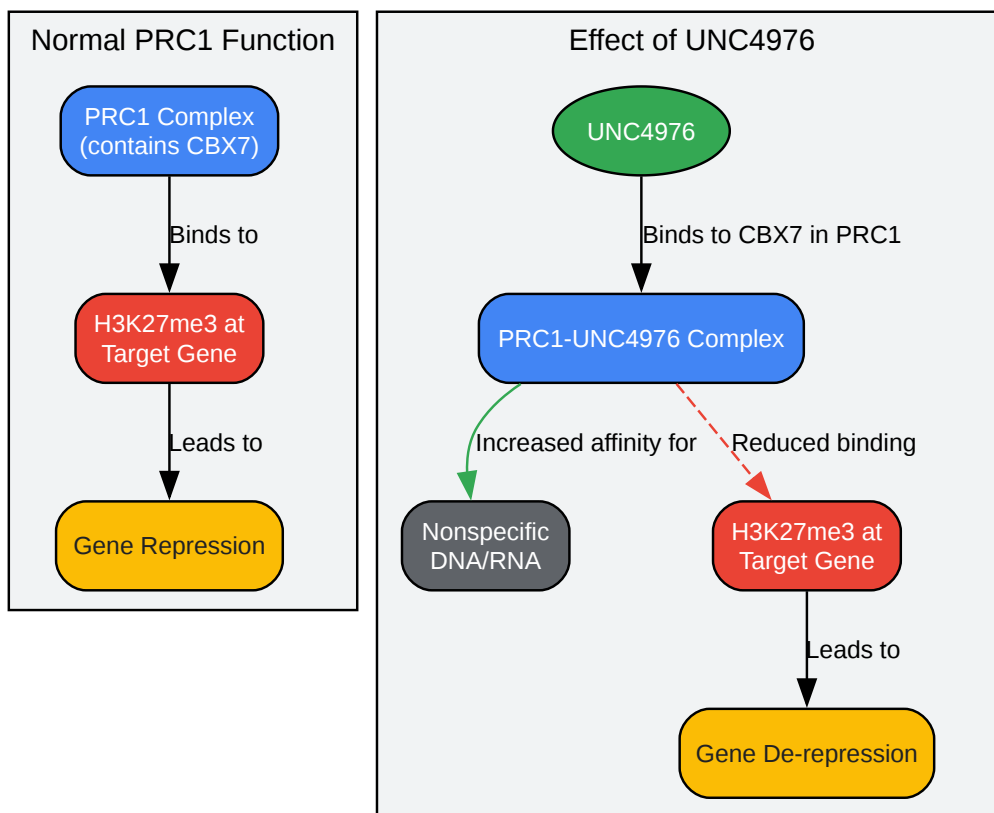 Normal PRC1 Function
PRC1 Complex
(contains CBX7)
Binds to
H3K27me3 at
Target Gene
Leads to
Gene Repression
Effect of UNC4976
UNC4976
Binds to CBX7 in PRC1
PRC1-UNC4976 Complex
Increased affinity for
Reduced binding
Nonspecific
DNA/RNA
H3K27me3 at
Target Gene
Leads to
Gene De-repression